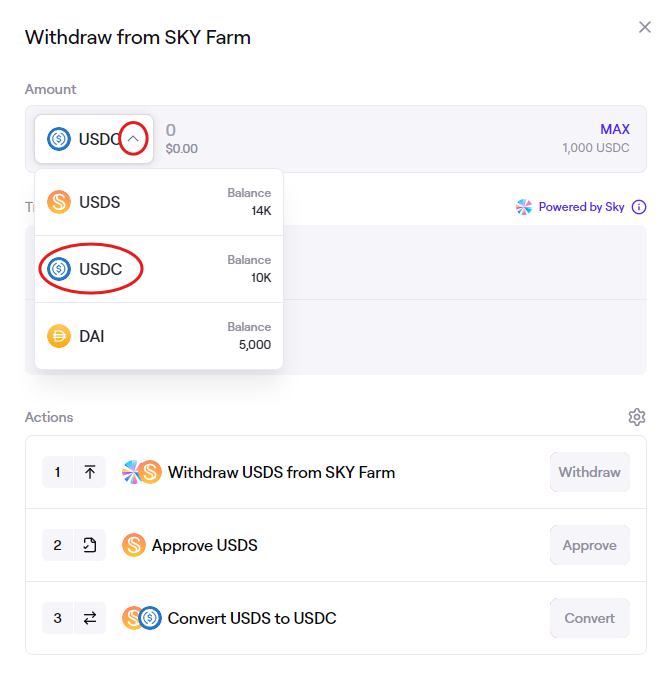 Withdraw from SKY Farm
Amount
USDC
0
$0.00
MAX
1,000 USDC
USDS
Balance
14K
Powered by Sky
USDC
Balance
10K
DAI
Balance
5,000
Actions
1
Withdraw USDS from SKY Farm
Withdraw
2
Approve USDS
Approve
3
Convert USDS to USDC
Convert